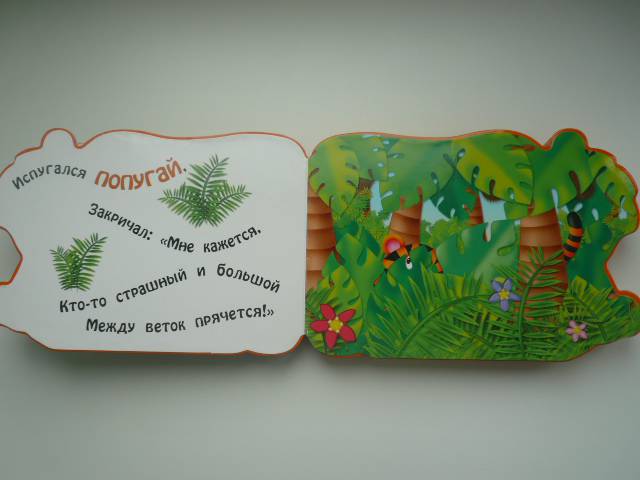 Испугался ПОПУГАЙ.
Закричал: «Мне кажется,
Кто-то страшный и большой
Между веток прячется!»